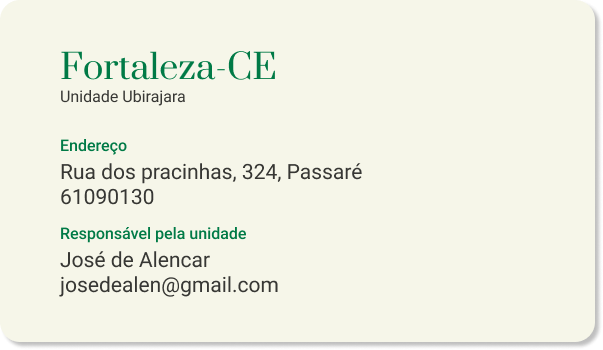 Fortaleza-CE
Unidade Ubirajara
Endereço
Rua dos pracinhas, 324, Passaré
61090130
Responsável pela unidade
José de Alencar
josedealen@gmail.com